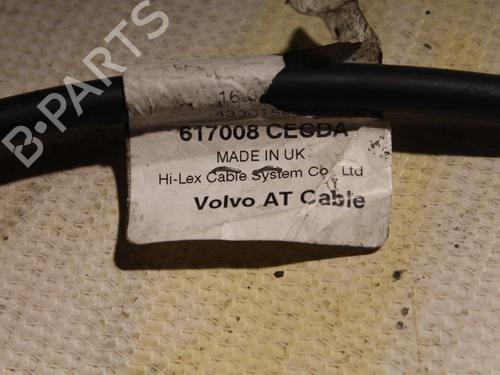 B-PARTS
617008 CECDA
MADE IN UK
Hi-Lex Cable System Co., Ltd
Volvo AT Cable